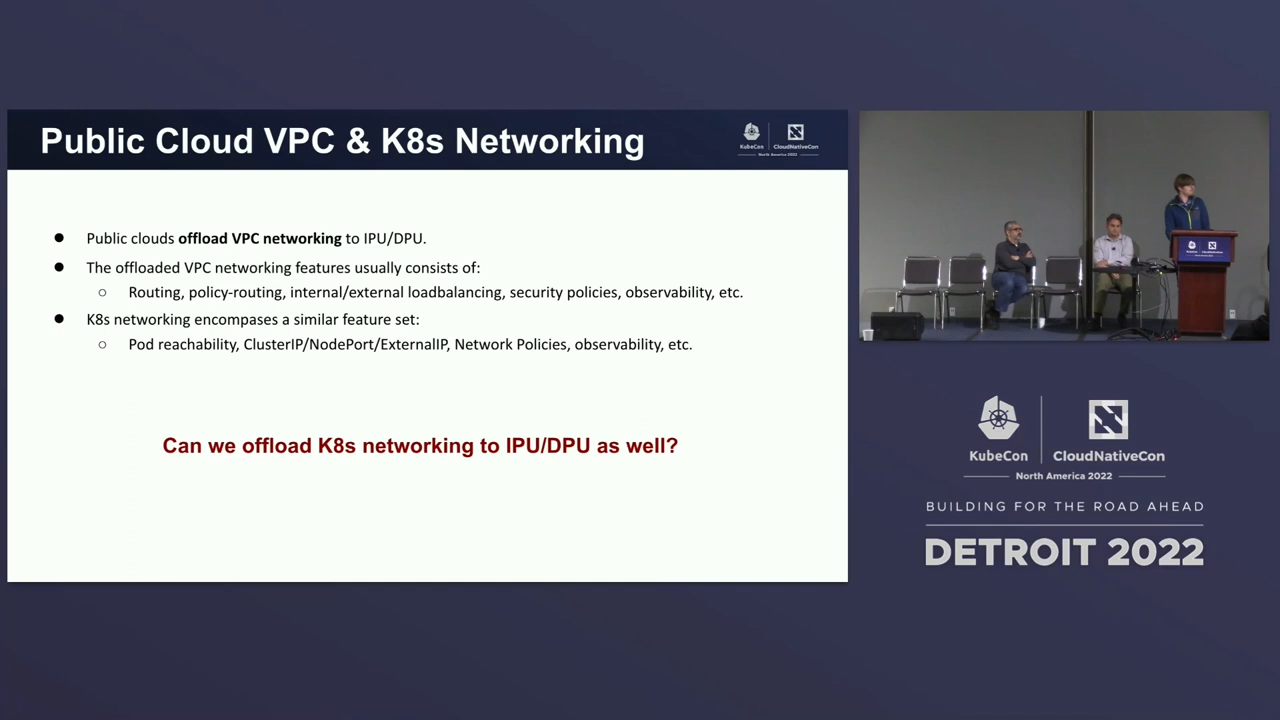 Public Cloud VPC & K8s Networking
KubeCon
CloudNativeCon
North America 2022
● Public clouds offload VPC networking to IPU/DPU.
● The offloaded VPC networking features usually consists of:
○ Routing, policy-routing, internal/external loadbalancing, security policies, observability, etc.
● K8s networking encompases a similar feature set:
○ Pod reachability, ClusterIP/NodePort/ExternalIP, Network Policies, observability, etc.
Can we offload K8s networking to IPU/DPU as well?
KubeCon
CloudNativeCon
North America 2022
BUILDING FOR THE ROAD AHEAD
DETROIT 2022